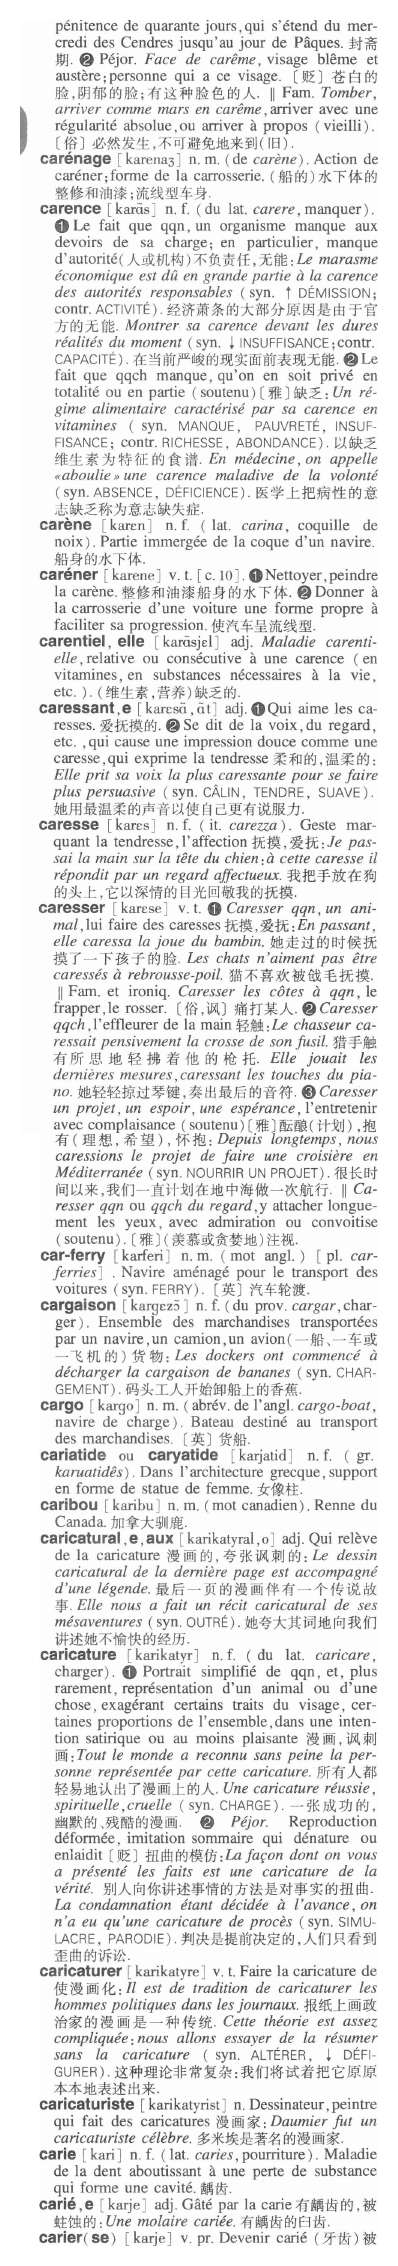 pénitence de quarante jours, qui s'étend du mer-
credi des Cendres jusqu'au jour de Pâques. 封斋
期. ❷ Péjor. Face de carême, visage blême et
austère; personne qui a ce visage. 〔贬〕苍白的
脸,阴郁的脸;有这种脸色的人. ‖ Fam. Tomber,
arriver comme mars en carême, arriver avec une
régularité absolue, ou arriver à propos (vieilli).
〔俗〕必然发生,不可避免地来到(旧).
carénage [karenaʒ] n. m. (de carène). Action de
caréner; forme de la carrosserie. (船的)水下体的
整修和油漆;流线型车身.
carence [karɑ̃s] n. f. (du lat. carere, manquer).
❶ Le fait que qqn, un organisme manque aux
devoirs de sa charge; en particulier, manque
d'autorité(人或机构)不负责任,无能: Le marasme
économique est dû en grande partie à la carence
des autorités responsables (syn. ↑ DÉMISSION;
contr. ACTIVITÉ). 经济萧条的大部分原因是由于官
方的无能. Montrer sa carence devant les dures
réalités du moment (syn. ↓ INSUFFISANCE; contr.
CAPACITÉ). 在当前严峻的现实面前表现无能. ❷ Le
fait que qqch manque, qu'on en soit privé en
totalité ou en partie (soutenu)〔雅〕缺乏: Un ré-
gime alimentaire caractérisé par sa carence en
vitamines (syn. MANQUE, PAUVRETÉ, INSUF-
FISANCE; contr. RICHESSE, ABONDANCE). 以缺乏
维生素为特征的食谱. En médecine, on appelle
«aboulie» une carence maladive de la volonté
(syn. ABSENCE, DÉFICIENCE). 医学上把病性的意
志缺乏称为意志缺失症.
carène [karɛn] n. f. (lat. carina, coquille de
noix). Partie immergée de la coque d'un navire.
船身的水下体.
caréner [karene] v. t. [c. 10]. ❶ Nettoyer, peindre
la carène. 整修和油漆船身的水下体. ❷ Donner à
la carrosserie d'une voiture une forme propre à
faciliter sa progression. 使汽车呈流线型.
carentiel, elle [karɑ̃sjɛl] adj. Maladie carenti-
elle, relative ou consécutive à une carence (en
vitamines, en substances nécessaires à la vie,
etc.). (维生素,营养)缺乏的.
caressant, e [karɛsɑ̃, ɑ̃t] adj. ❶ Qui aime les ca-
resses. 爱抚摸的. ❷ Se dit de la voix, du regard,
etc., qui cause une impression douce comme une
caresse, qui exprime la tendresse 柔和的,温柔的:
Elle prit sa voix la plus caressante pour se faire
plus persuasive (syn. CÂLIN, TENDRE, SUAVE).
她用最温柔的声音以使自己更有说服力.
caresse [karɛs] n. f. (it. carezza). Geste mar-
quant la tendresse, l'affection 抚摸,爱抚: Je pas-
sai la main sur la tête du chien: à cette caresse il
répondit par un regard affectueux. 我把手放在狗
的头上,它以深情的目光回敬我的抚摸.
caresser [karese] v. t. ❶ Caresser qqn, un ani-
mal, lui faire des caresses 抚摸,爱抚: En passant,
elle caressa la joue du bambin. 她走过的时候抚
摸了一下孩子的脸. Les chats n'aiment pas être
caressés à rebrousse-poil. 猫不喜欢被戗毛抚摸.
‖ Fam. et ironiq. Caresser les côtes à qqn, le
frapper, le rosser. 〔俗,讽〕痛打某人. ❷ Caresser
qqch, l'effleurer de la main 轻触: Le chasseur ca-
ressait pensivement la crosse de son fusil. 猎手触
有所思地轻拂着他的枪托. Elle jouait les
dernières mesures, caressant les touches du pia-
no. 她轻轻掠过琴键,奏出最后的音符. ❸ Caresser
un projet, un espoir, une espérance, l'entretenir
avec complaisance (soutenu)〔雅〕酝酿(计划),抱
有(理想,希望),怀抱: Depuis longtemps, nous
caressions le projet de faire une croisière en
Méditerranée (syn. NOURRIR UN PROJET). 很长时
间以来,我们一直计划在地中海做一次航行. ‖ Ca-
resser qqn ou qqch du regard, y attacher longue-
ment les yeux, avec admiration ou convoitise
(soutenu).〔雅〕(羡慕或贪婪地)注视.
car-ferry [karferi] n. m. (mot angl.) [pl. car-
ferries]. Navire aménagé pour le transport des
voitures (syn. FERRY). 〔英〕汽车轮渡.
cargaison [kargɛzɔ̃] n. f. (du prov. cargar, char-
ger). Ensemble des marchandises transportées
par un navire, un camion, un avion(一船、一车或
一飞机的)货物: Les dockers ont commencé à
décharger la cargaison de bananes (syn. CHAR-
GEMENT). 码头工人开始卸船上的香蕉.
cargo [kargo] n. m. (abrév. de l'angl. cargo-boat,
navire de charge). Bateau destiné au transport
des marchandises. 〔英〕货船.
cariatide ou caryatide [karjatid] n. f. (gr.
karuatidês). Dans l'architecture grecque, support
en forme de statue de femme. 女像柱.
caribou [karibu] n. m. (mot canadien). Renne du
Canada. 加拿大驯鹿.
caricatural, e, aux [karikatyral, o] adj. Qui relève
de la caricature 漫画的,夸张讽刺的: Le dessin
caricatural de la dernière page est accompagné
d'une légende. 最后一页的漫画伴有一个传说故
事. Elle nous a fait un récit caricatural de ses
mésaventures (syn. OUTRÉ). 她夸大其词地向我们
讲述她不愉快的经历.
caricature [karikatyr] n. f. (du lat. caricare,
charger). ❶ Portrait simplifié de qqn, et, plus
rarement, représentation d'un animal ou d'une
chose, exagérant certains traits du visage, cer-
taines proportions de l'ensemble, dans une inten-
tion satirique ou au moins plaisante 漫画,讽刺
画: Tout le monde a reconnu sans peine la per-
sonne représentée par cette caricature. 所有人都
轻易地认出了漫画上的人. Une caricature réussie,
spirituelle, cruelle (syn. CHARGE). 一张成功的,
幽默的、残酷的漫画. ❷ Péjor. Reproduction
déformée, imitation sommaire qui dénature ou
enlaidit〔贬〕扭曲的模仿: La façon dont on vous
a présenté les faits est une caricature de la
vérité. 别人向你讲述事情的方法是对事实的扭曲.
La condamnation étant décidée à l'avance, on
n'a eu qu'une caricature de procès (syn. SIMU-
LACRE, PARODIE). 判决是提前决定的,人们只看到
歪曲的诉讼.
caricaturer [karikatyre] v. t. Faire la caricature de
使漫画化: Il est de tradition de caricaturer les
hommes politiques dans les journaux. 报纸上画政
治家的漫画是一种传统. Cette théorie est assez
compliquée: nous allons essayer de la résumer
sans la caricature (syn. ALTÉRER, ↓ DÉFI-
GURER). 这种理论非常复杂:我们将试着把它原原
本本地表述出来.
caricaturiste [karikatyrist] n. Dessinateur, peintre
qui fait des caricatures 漫画家: Daumier fut un
caricaturiste célèbre. 多米埃是著名的漫画家.
carie [kari] n. f. (lat. caries, pourriture). Maladie
de la dent aboutissant à une perte de substance
qui forme une cavité. 龋齿.
carié, e [karje] adj. Gâté par la carie 有龋齿的,被
蛀蚀的: Une molaire cariée. 有龋齿的臼齿.
carier(se) [karje] v. pr. Devenir carié (牙齿)被